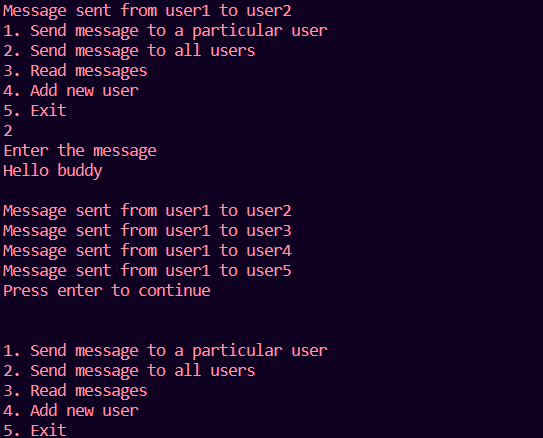 Message sent from user1 to user2
1. Send message to a particular user
2. Send message to all users
3. Read messages
4. Add new user
5. Exit
2
Enter the message
Hello buddy
Message sent from user1 to user2
Message sent from user1 to user3
Message sent from user1 to user4
Message sent from user1 to user5
Press enter to continue
1. Send message to a particular user
2. Send message to all users
3. Read messages
4. Add new user
5. Exit